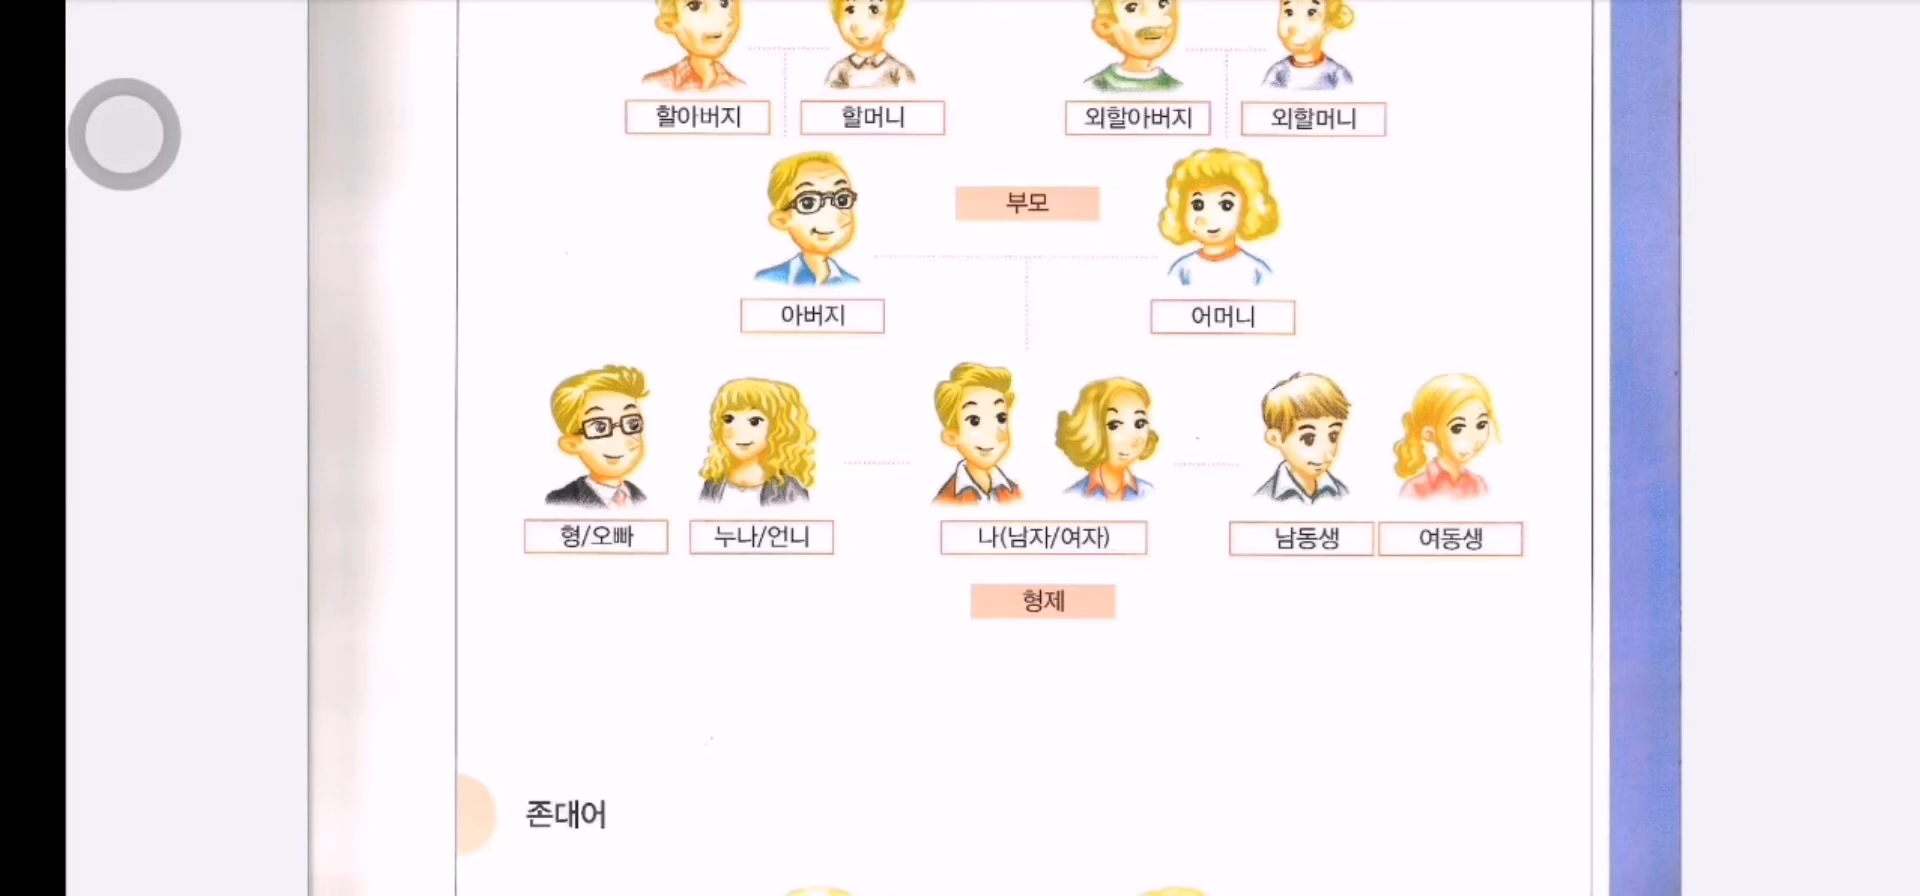 할아버지 할머니 외할아버지 외할머니
부모
아버지 어머니
형/오빠 누나/언니 나(남자/여자) 남동생 여동생
형제
존대어